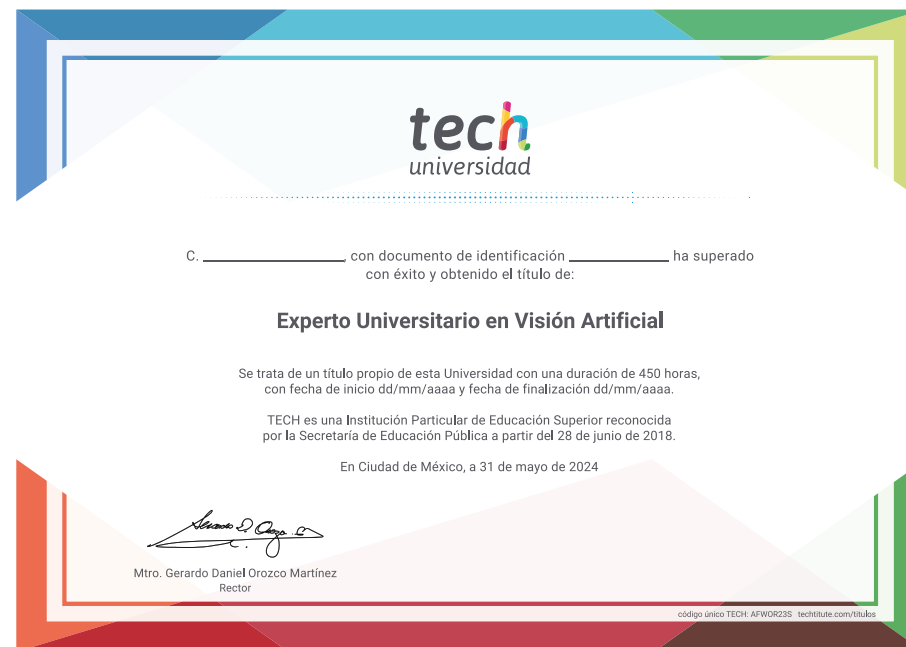 tech
universidad
C. ____________, con documento de identificación __________ ha superado
con éxito y obtenido el título de:
Experto Universitario en Visión Artificial
Se trata de un título propio de esta Universidad con una duración de 450 horas,
con fecha de inicio dd/mm/aaaa y fecha de finalización dd/mm/aaaa.
TECH es una Institución Particular de Educación Superior reconocida
por la Secretaría de Educación Pública a partir del 28 de junio de 2018.
En Ciudad de México, a 31 de mayo de 2024
Mtro. Gerardo Daniel Orozco Martínez
Rector
código único TECH: AFWOR23S techtitute.com/titulos